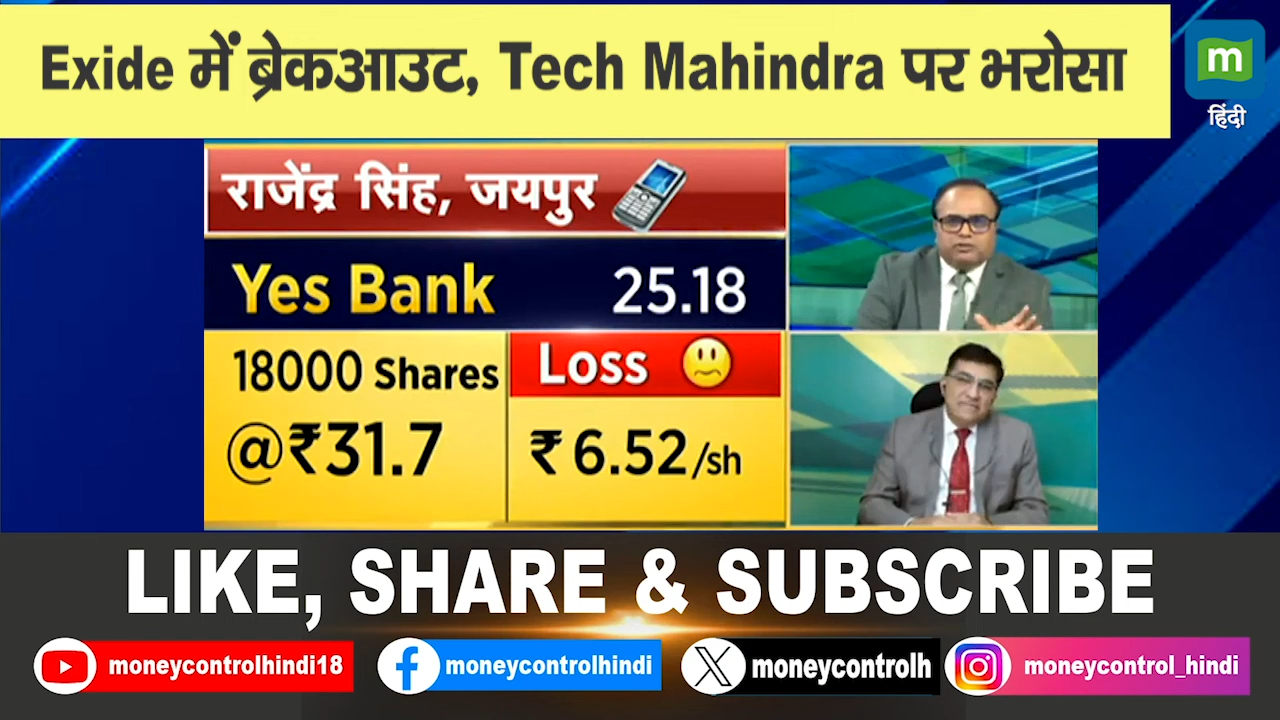 Exide में ब्रेकआउट, Tech Mahindra पर भरोसा
m
हिंदी
राजेंद्र सिंह, जयपुर
Yes Bank 25.18
18000 Shares
@₹31.7
Loss
₹6.52/sh
LIKE, SHARE & SUBSCRIBE
moneycontrolhindi18
moneycontrolhindi
moneycontrolh
moneycontrol_hindi